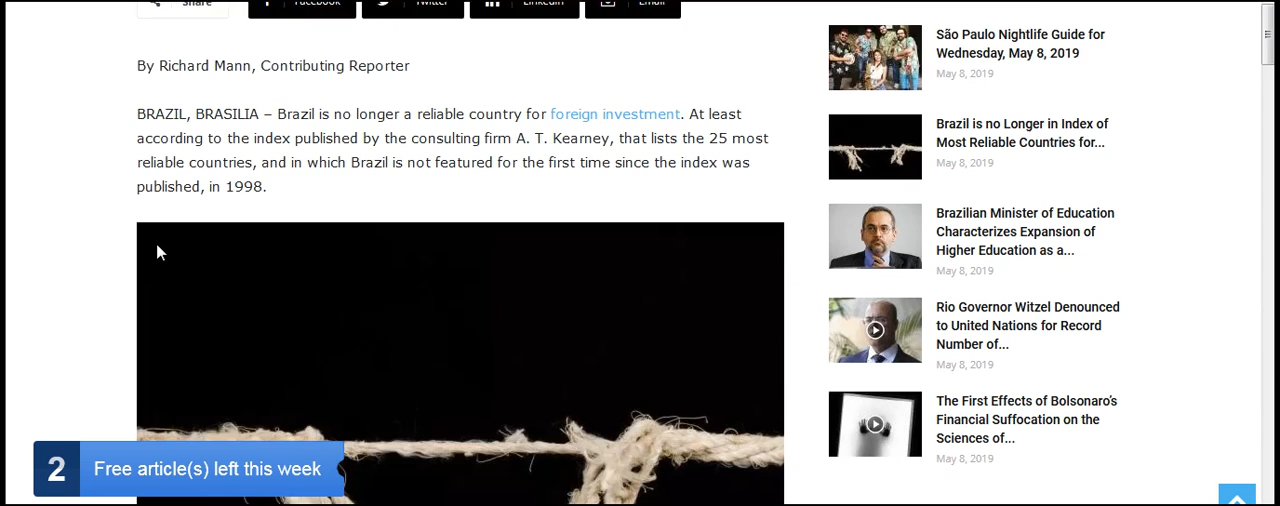 Share
Facebook
Twitter
Linkedin
Email
By Richard Mann, Contributing Reporter
BRAZIL, BRASILIA – Brazil is no longer a reliable country for foreign investment. At least
according to the index published by the consulting firm A. T. Kearney, that lists the 25 most
reliable countries, and in which Brazil is not featured for the first time since the index was
published, in 1998.
2
Free article(s) left this week
São Paulo Nightlife Guide for
Wednesday, May 8, 2019
May 8, 2019
Brazil is no Longer in Index of
Most Reliable Countries for...
May 8, 2019
Brazilian Minister of Education
Characterizes Expansion of
Higher Education as a...
May 8, 2019
Rio Governor Witzel Denounced
to United Nations for Record
Number of...
May 8, 2019
The First Effects of Bolsonaro's
Financial Suffocation on the
Sciences of...
May 8, 2019